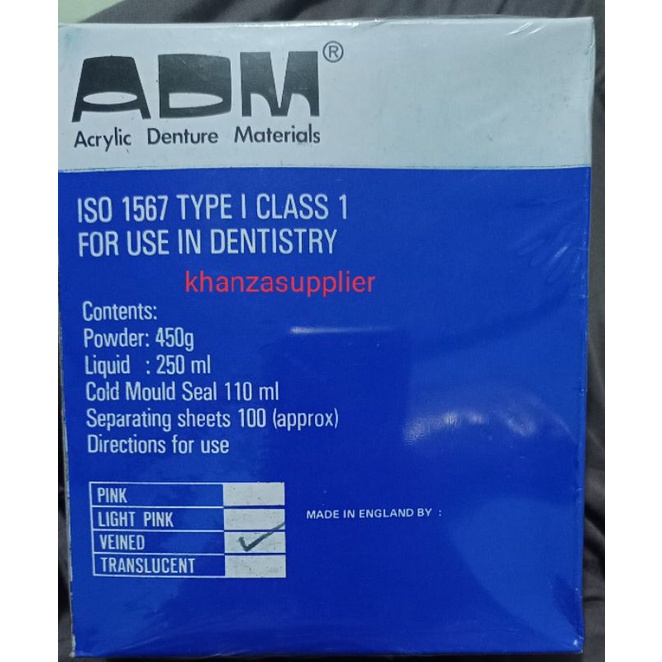 ADM®
Acrylic Denture Materials
ISO 1567 TYPE I CLASS 1
FOR USE IN DENTISTRY
khanzasupplier
Contents:
Powder: 450g
Liquid : 250 ml
Cold Mould Seal 110 ml
Separating sheets 100 (approx)
Directions for use
PINK
LIGHT PINK
VEINED ✓
TRANSLUCENT
MADE IN ENGLAND BY :